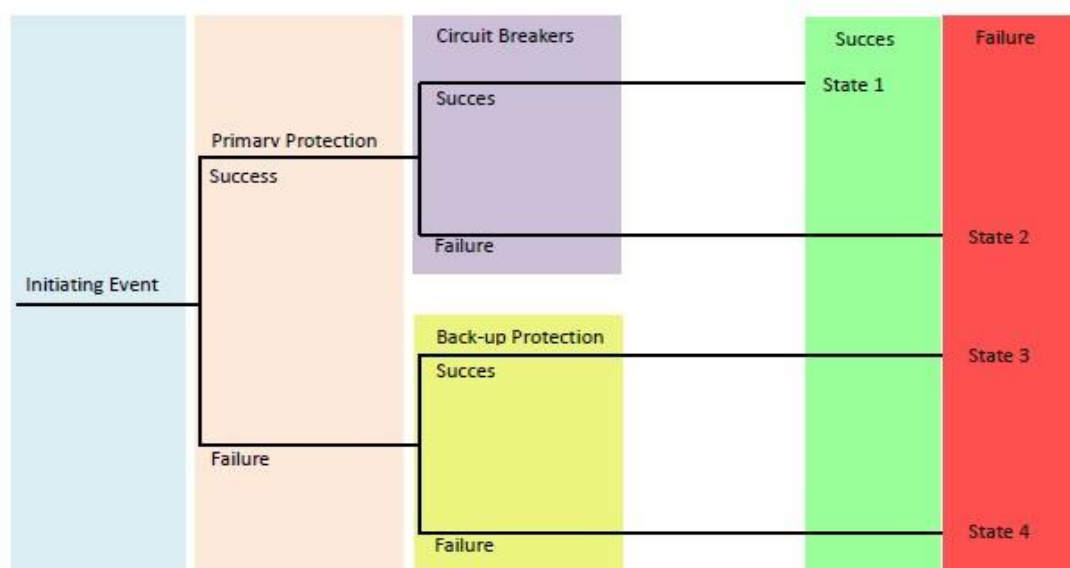 Circuit Breakers
Succes
Failure
State 1
Succes
Primarv Protection
Success
Failure
State 2
Initiating Event
Back-up Protection
State 3
Succes
Failure
State 4
Failure